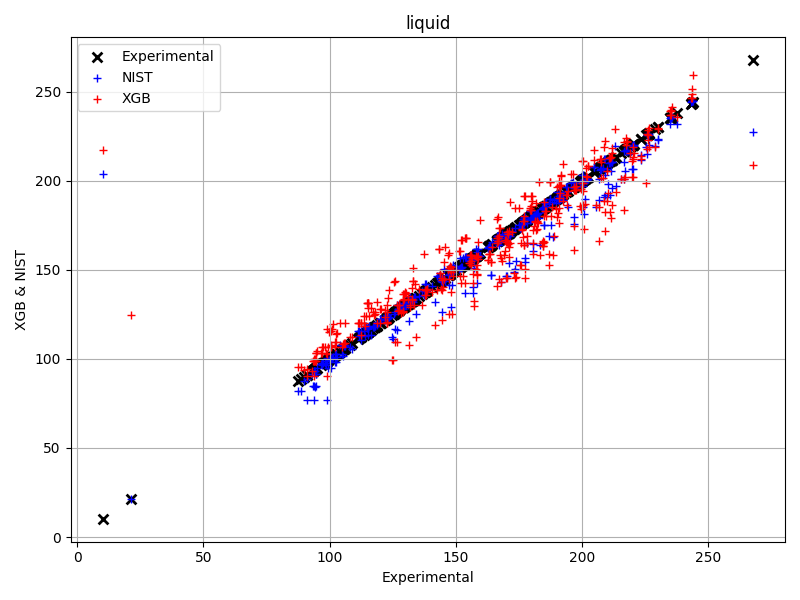 liquid
Experimental
NIST
XGB
XGB & NIST
250
200
150
100
50
0
0 50 100 150 200 250
Experimental